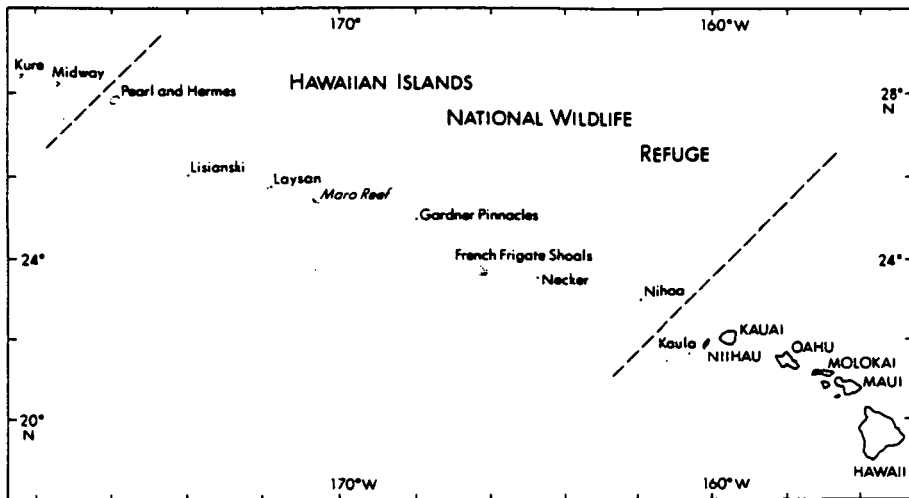 170°
160°W
Kure
Midway
Pearl and Hermes
HAWAIIAN ISLANDS
28°
N
NATIONAL WILDLIFE
REFUGE
Lisianski
Laysan
Maro Reef
Gardner Pinnacles
French Frigate Shoals
24°
24°
Necker
Nihoa
Kaula
NIIHAU
KAUAI
OAHU
MOLOKAI
MAUI
20°
N
HAWAII
170°W
160°W